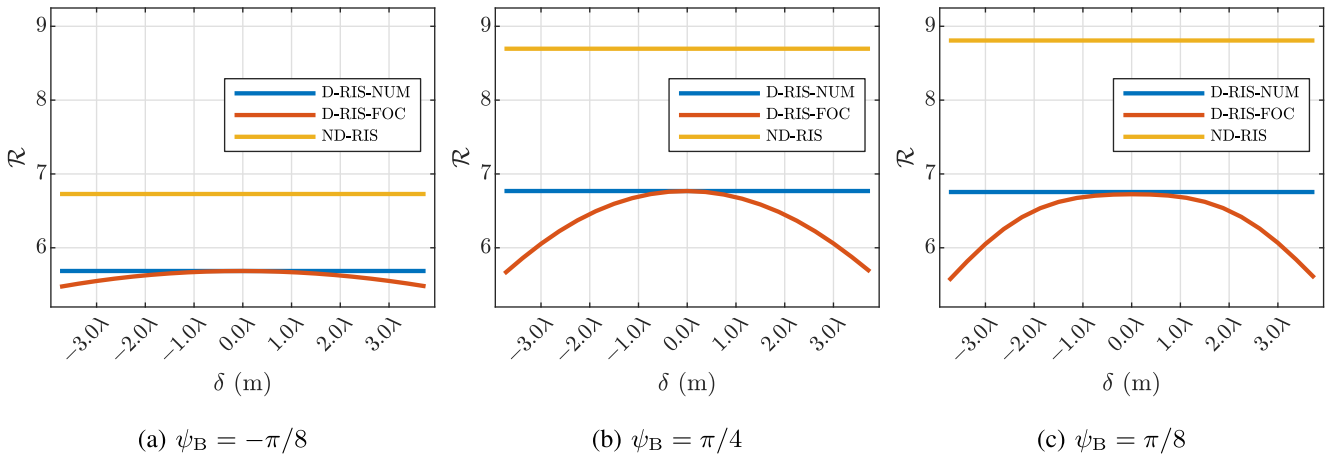 9
8
7
6
ℛ
D-RIS-NUM
D-RIS-FOC
ND-RIS
−3.0λ
−2.0λ
−1.0λ
0.0λ
1.0λ
2.0λ
3.0λ
δ (m)
(a) ψ_B = −π/8
9
8
7
6
ℛ
D-RIS-NUM
D-RIS-FOC
ND-RIS
−3.0λ
−2.0λ
−1.0λ
0.0λ
1.0λ
2.0λ
3.0λ
δ (m)
(b) ψ_B = π/4
9
8
7
6
ℛ
D-RIS-NUM
D-RIS-FOC
ND-RIS
−3.0λ
−2.0λ
−1.0λ
0.0λ
1.0λ
2.0λ
3.0λ
δ (m)
(c) ψ_B = π/8